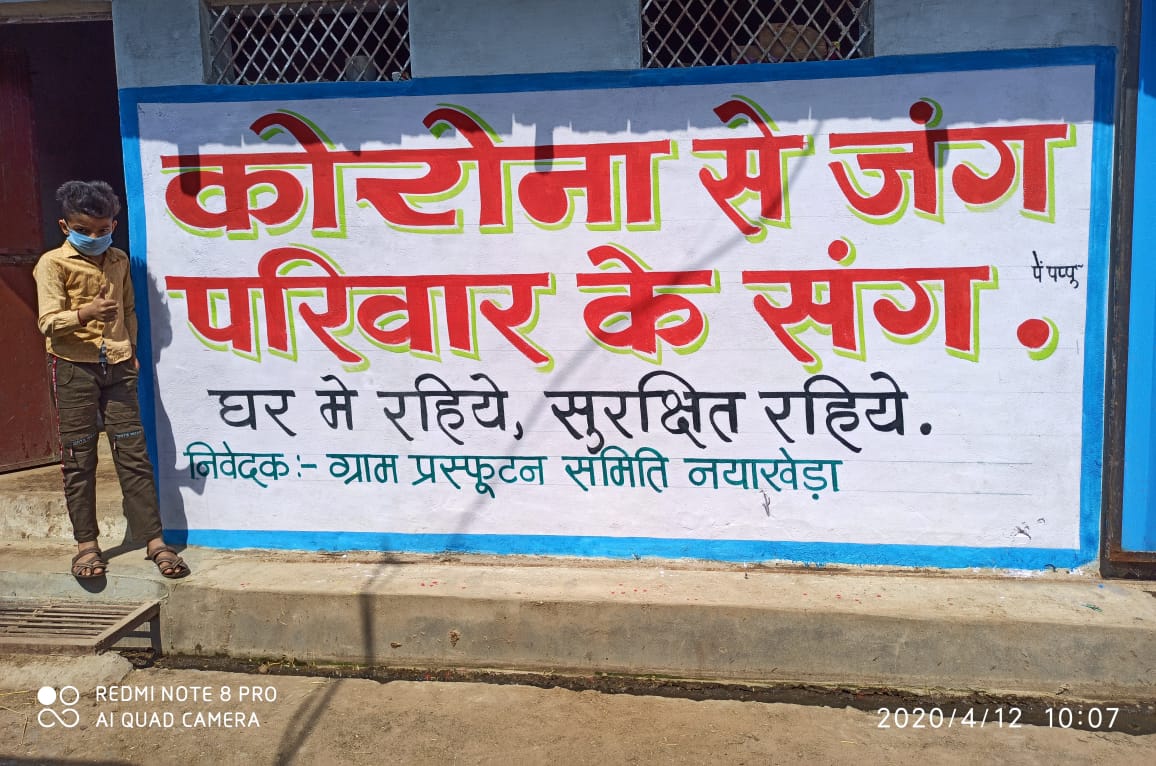 कोरोना से जंग
परिवार के संग.
पें पप्पू
घर मे रहिये, सुरक्षित रहिये.
निवेदक:- ग्राम प्रस्फूटन समिति नयाखेड़ा
REDMI NOTE 8 PRO
AI QUAD CAMERA
2020/4/12 10:07